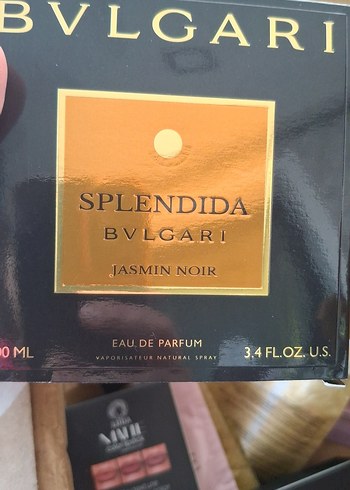 BVLGARI
SPLENDIDA
BVLGARI
JASMIN NOIR
EAU DE PARFUM
VAPORISATEUR NATURAL SPRAY
00 ML
3.4 FL.OZ. U.S.